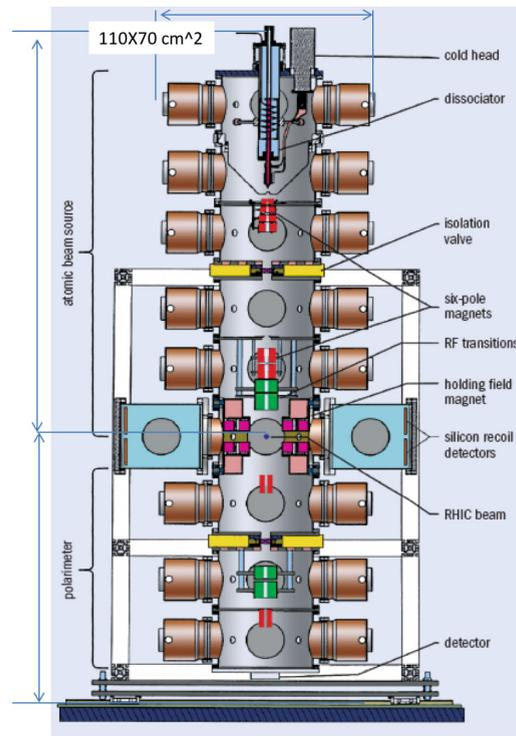 110X70 cm^2
cold head
dissociator
atomic beam source
isolation
valve
six-pole
magnets
RF transitions
holding field
magnet
silicon recoil
detectors
RHIC beam
polarimeter
detector